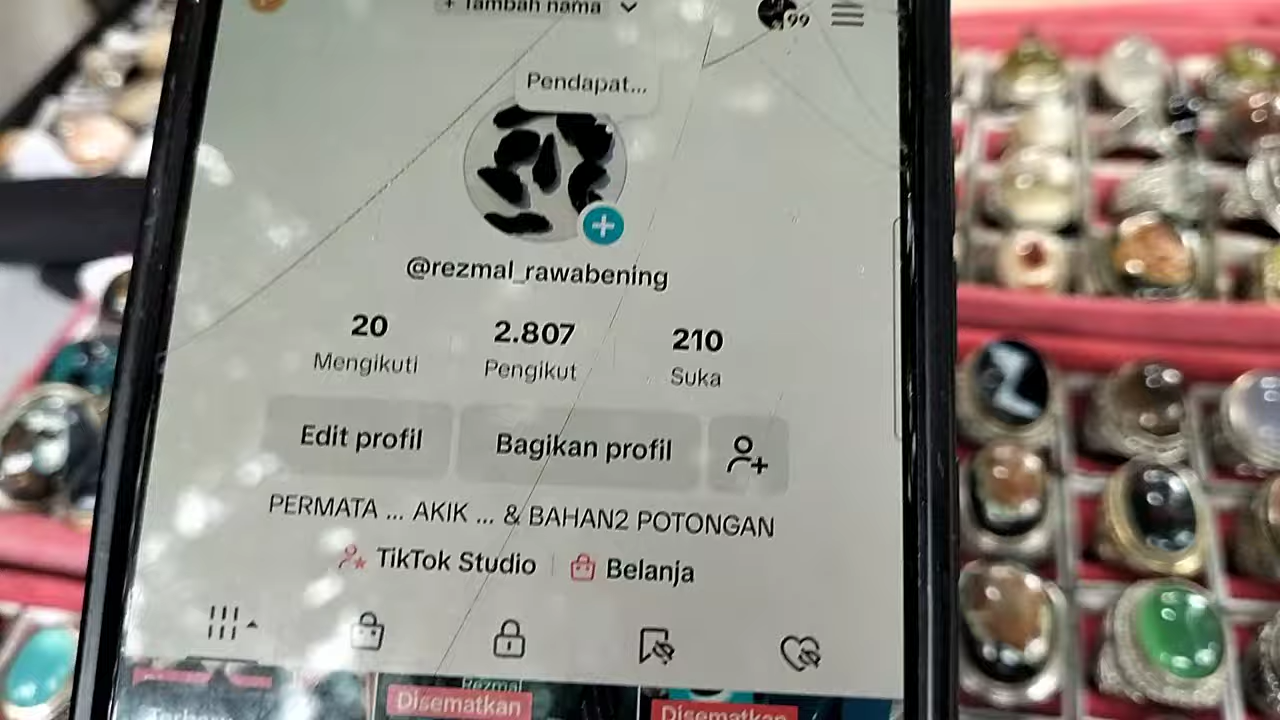 + Tambah nama
99
Pendapat...
@rezmal_rawabening
20 2.807 210
Mengikuti Pengikut Suka
Edit profil Bagikan profil
PERMATA ... AKIK ... & BAHAN2 POTONGAN
TikTok Studio Belanja
Rezmal
Disematkan Disematkan